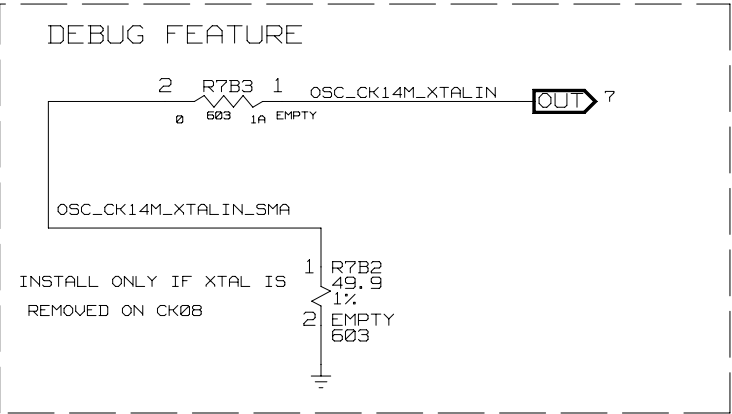 DEBUG FEATURE
2 R7B3 1 OSC_CK14M_XTALIN OUT 7
0 603 1A EMPTY
OSC_CK14M_XTALIN_SMA
1 R7B2
INSTALL ONLY IF XTAL IS 49.9
REMOVED ON CK08 1%
2 EMPTY
603